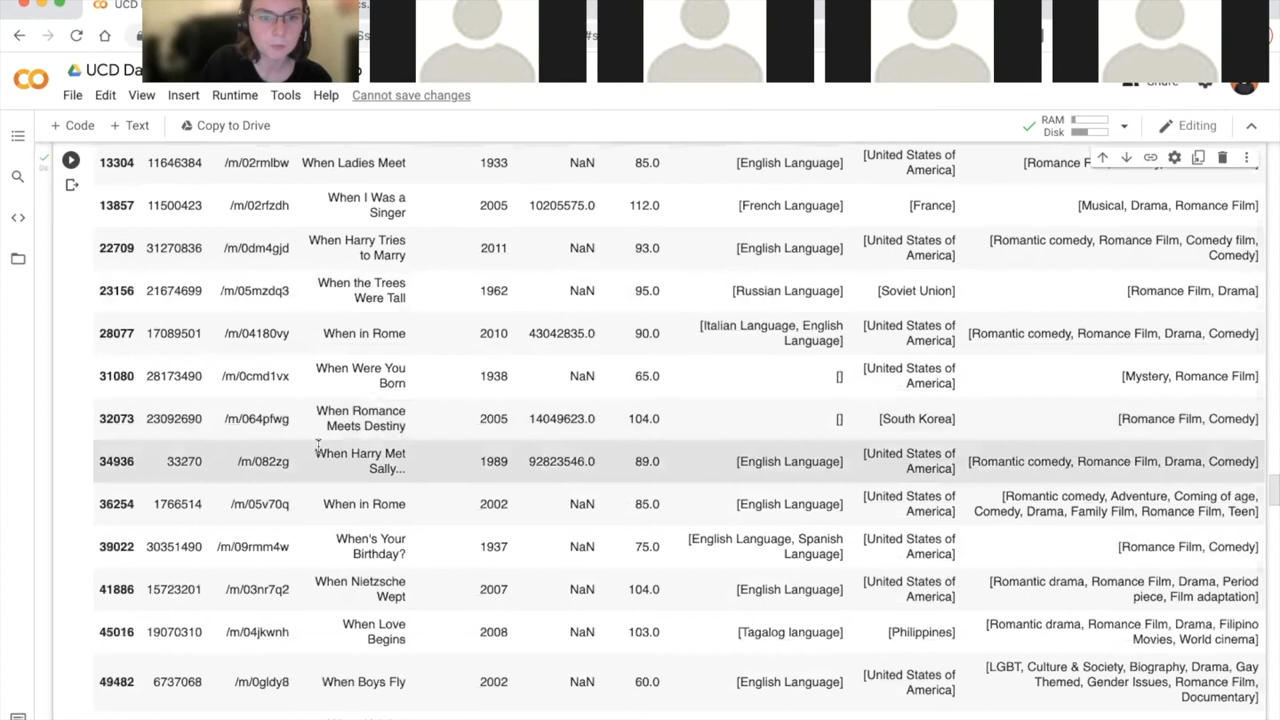 UCD Da
Share
File Edit View Insert Runtime Tools Help Cannot save changes
+ Code + Text Copy to Drive RAM Disk Editing
13304 11646384 /m/02rmlbw When Ladies Meet 1933 NaN 85.0 [English Language] [United States of America]
13857 11500423 /m/02rfzdh When I Was a Singer 2005 10205575.0 112.0 [French Language] [France] [Musical, Drama, Romance Film]
22709 31270836 /m/0dm4gjd When Harry Tries to Marry 2011 NaN 93.0 [English Language] [United States of America] [Romantic comedy, Romance Film, Comedy film, Comedy]
23156 21674699 /m/05mzdq3 When the Trees Were Tall 1962 NaN 95.0 [Russian Language] [Soviet Union] [Romance Film, Drama]
28077 17089501 /m/04180vy When in Rome 2010 43042835.0 90.0 [Italian Language, English Language] [United States of America] [Romantic comedy, Romance Film, Drama, Comedy]
31080 28173490 /m/0cmd1vx When Were You Born 1938 NaN 65.0 [] [United States of America] [Mystery, Romance Film]
32073 23092690 /m/064pfwg When Romance Meets Destiny 2005 14049623.0 104.0 [] [South Korea] [Romance Film, Comedy]
34936 33270 /m/082zg When Harry Met Sally... 1989 92823546.0 89.0 [English Language] [United States of America] [Romantic comedy, Romance Film, Drama, Comedy]
36254 1766514 /m/05v70q When in Rome 2002 NaN 85.0 [English Language] [United States of America] [Romantic comedy, Adventure, Coming of age, Comedy, Drama, Family Film, Romance Film, Teen]
39022 30351490 /m/09rmm4w When's Your Birthday? 1937 NaN 75.0 [English Language, Spanish Language] [United States of America] [Romance Film, Comedy]
41886 15723201 /m/03nr7q2 When Nietzsche Wept 2007 NaN 104.0 [English Language] [United States of America] [Romantic drama, Romance Film, Drama, Period piece, Film adaptation]
45016 19070310 /m/04jkwnh When Love Begins 2008 NaN 103.0 [Tagalog language] [Philippines] [Romantic drama, Romance Film, Drama, Filipino Movies, World cinema]
49482 6737068 /m/0gldy8 When Boys Fly 2002 NaN 60.0 [English Language] [United States of America] [LGBT, Culture & Society, Biography, Drama, Gay Themed, Gender Issues, Romance Film, Documentary]